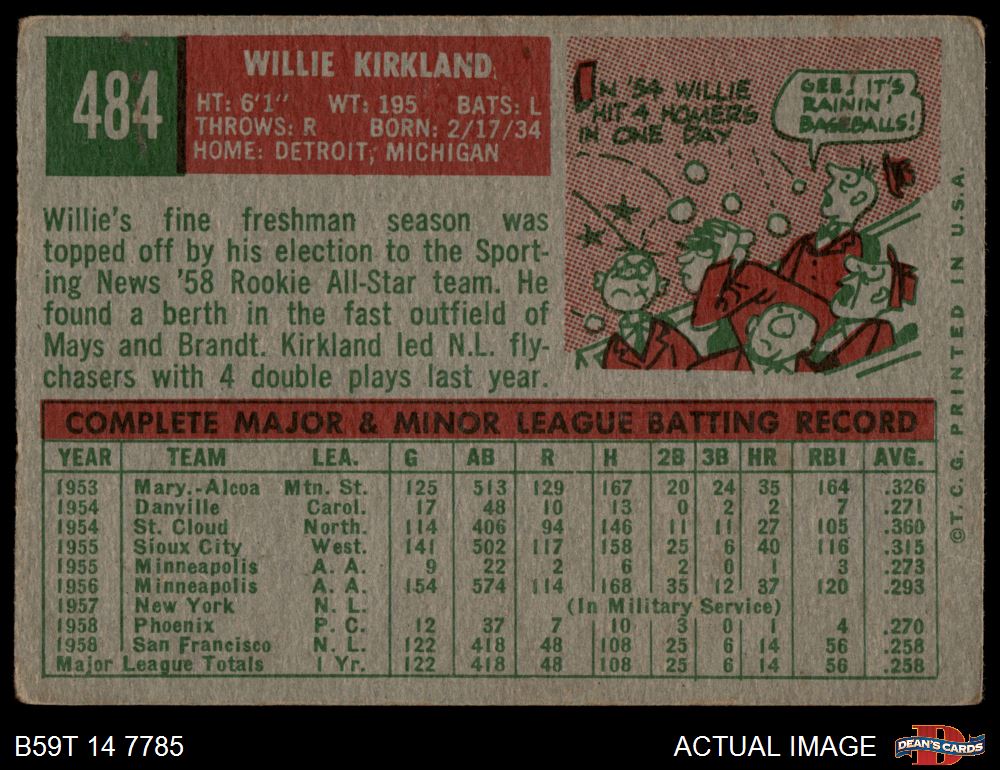 484
WILLIE KIRKLAND
HT: 6'1" WT: 195 BATS: L
THROWS: R BORN: 2/17/34
HOME: DETROIT, MICHIGAN
IN '54 WILLIE
HIT 4 HOMERS
IN ONE DAY
GEE! IT'S
RAININ'
BASEBALLS!
Willie's fine freshman season was
topped off by his election to the Sport-
ing News '58 Rookie All-Star team. He
found a berth in the fast outfield of
Mays and Brandt. Kirkland led N.L. fly-
chasers with 4 double plays last year.
COMPLETE MAJOR & MINOR LEAGUE BATTING RECORD
YEAR TEAM LEA. G AB R H 2B 3B HR RBI AVG.
1953 Mary.-Alcoa Mtn. St. 125 513 129 167 20 24 35 164 .326
1954 Danville Carol. 17 48 10 13 0 2 2 7 .271
1954 St. Cloud North. 114 406 94 146 11 11 27 105 .360
1955 Sioux City West. 141 502 117 158 25 6 40 116 .315
1955 Minneapolis A. A. 9 22 2 6 2 0 1 3 .273
1956 Minneapolis A. A. 154 574 114 168 35 12 37 120 .293
1957 New York N. L. (In Military Service)
1958 Phoenix P. C. 12 37 7 10 3 0 1 4 .270
1958 San Francisco N. L. 122 418 48 108 25 6 14 56 .258
Major League Totals 1 Yr. 122 418 48 108 25 6 14 56 .258
©T. C. G. PRINTED IN U. S. A.
B59T 14 7785
ACTUAL IMAGE
DEAN'S CARDS